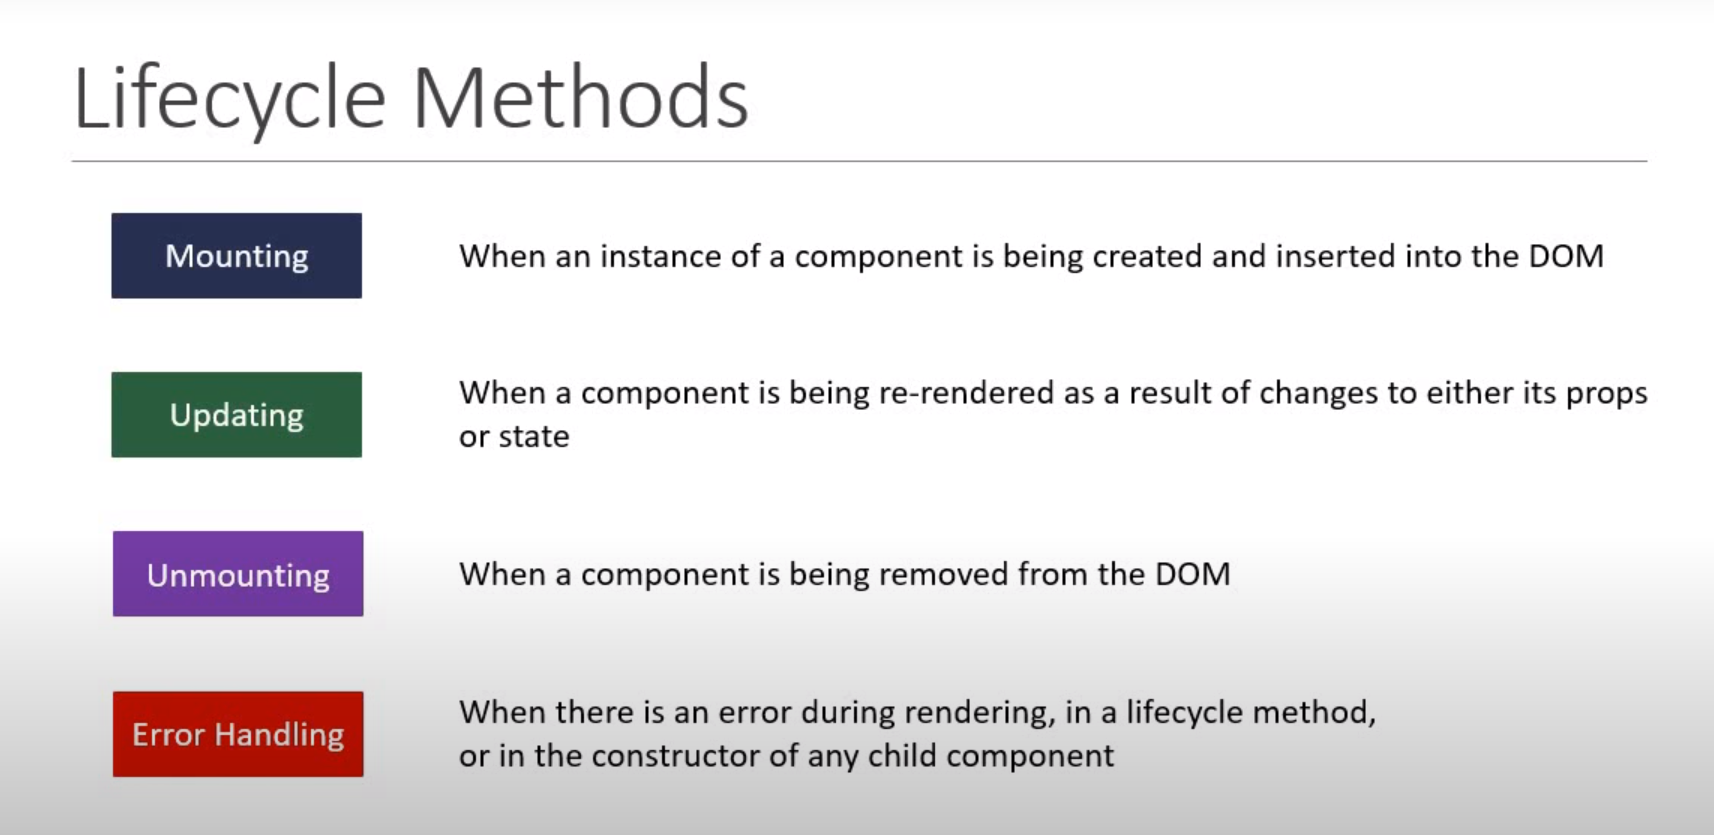 Lifecycle Methods
Mounting
When an instance of a component is being created and inserted into the DOM
Updating
When a component is being re-rendered as a result of changes to either its props
or state
Unmounting
When a component is being removed from the DOM
Error Handling
When there is an error during rendering, in a lifecycle method,
or in the constructor of any child component